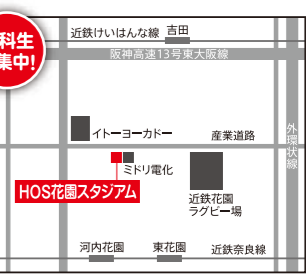 科生
集中!
近鉄けいはんな線 吉田
阪神高速13号東大阪線
イトーヨーカドー
産業道路
外環状線
ミドリ電化
HOS花園スタジアム
近鉄花園
ラグビー場
河内花園
東花園
近鉄奈良線